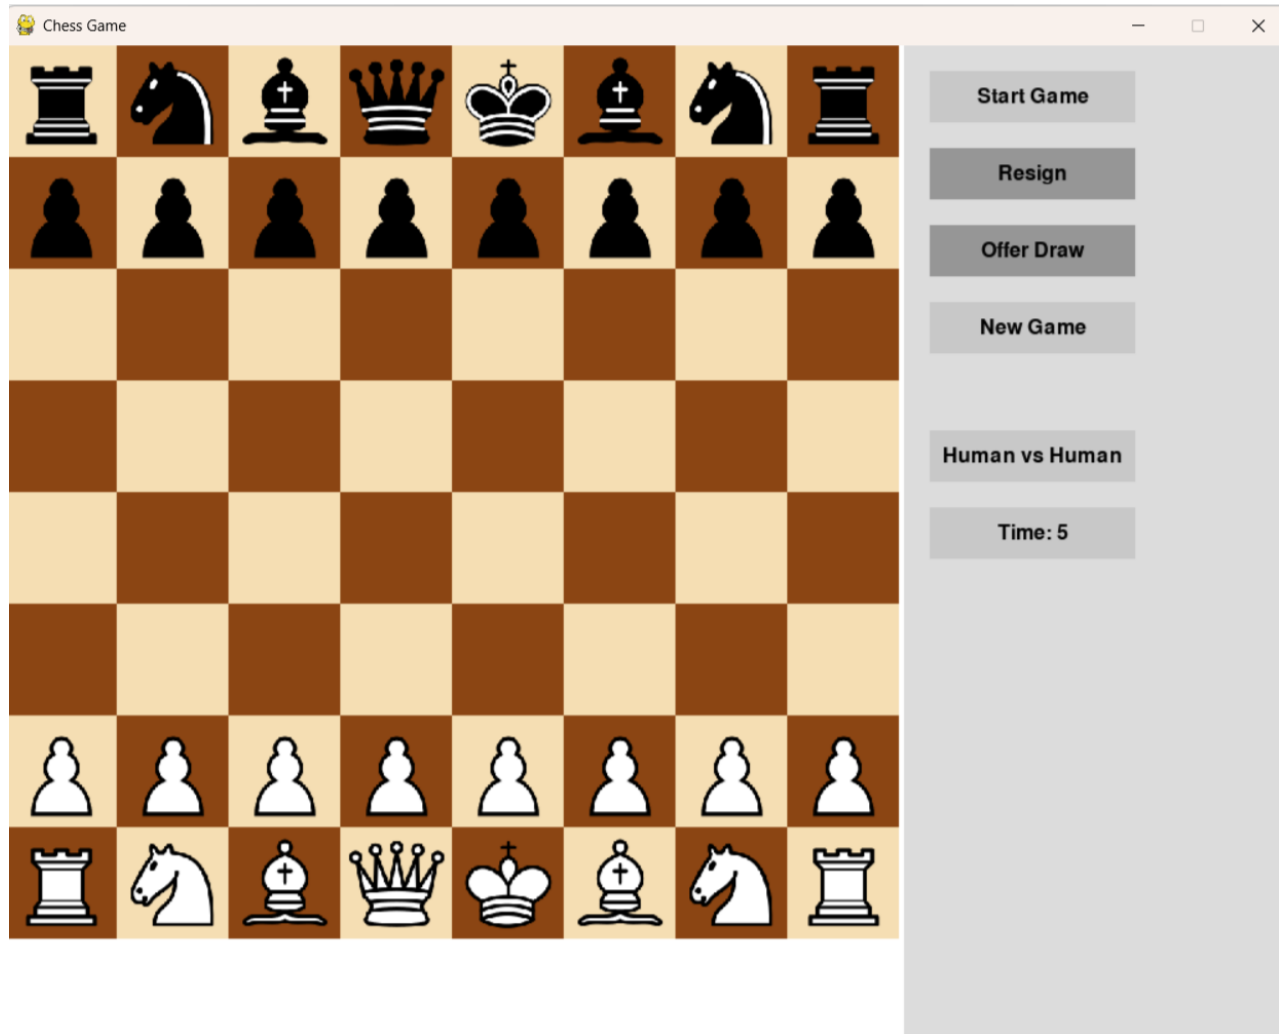 Chess Game
Start Game
Resign
Offer Draw
New Game
Human vs Human
Time: 5